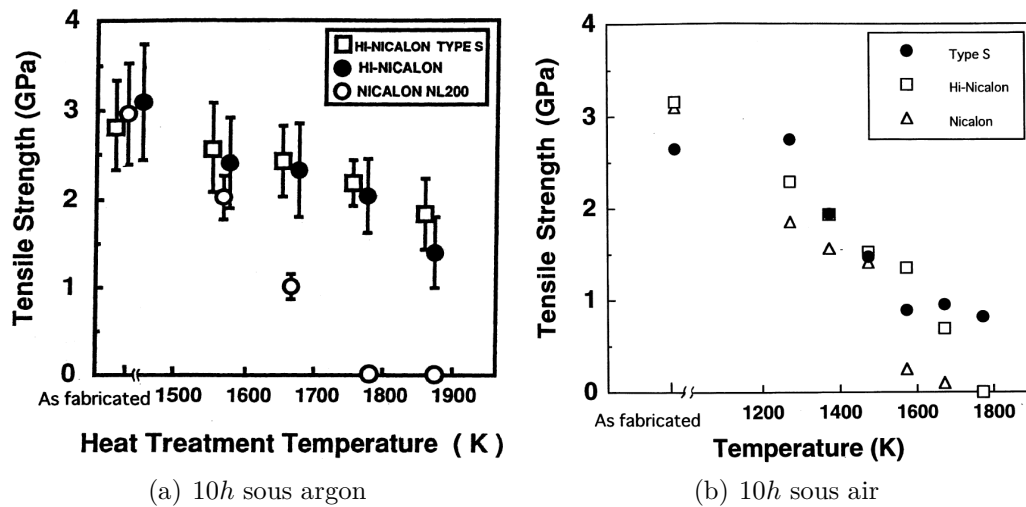 4
3
2
1
0
Tensile Strength (GPa)
HI-NICALON TYPE S
HI-NICALON
NICALON NL200
As fabricated
1500
1600
1700
1800
1900
Heat Treatment Temperature ( K )
(a) 10h sous argon
4
3
2
1
0
Tensile Strength (GPa)
Type S
Hi-Nicalon
Nicalon
As fabricated
1200
1400
1600
1800
Temperature (K)
(b) 10h sous air